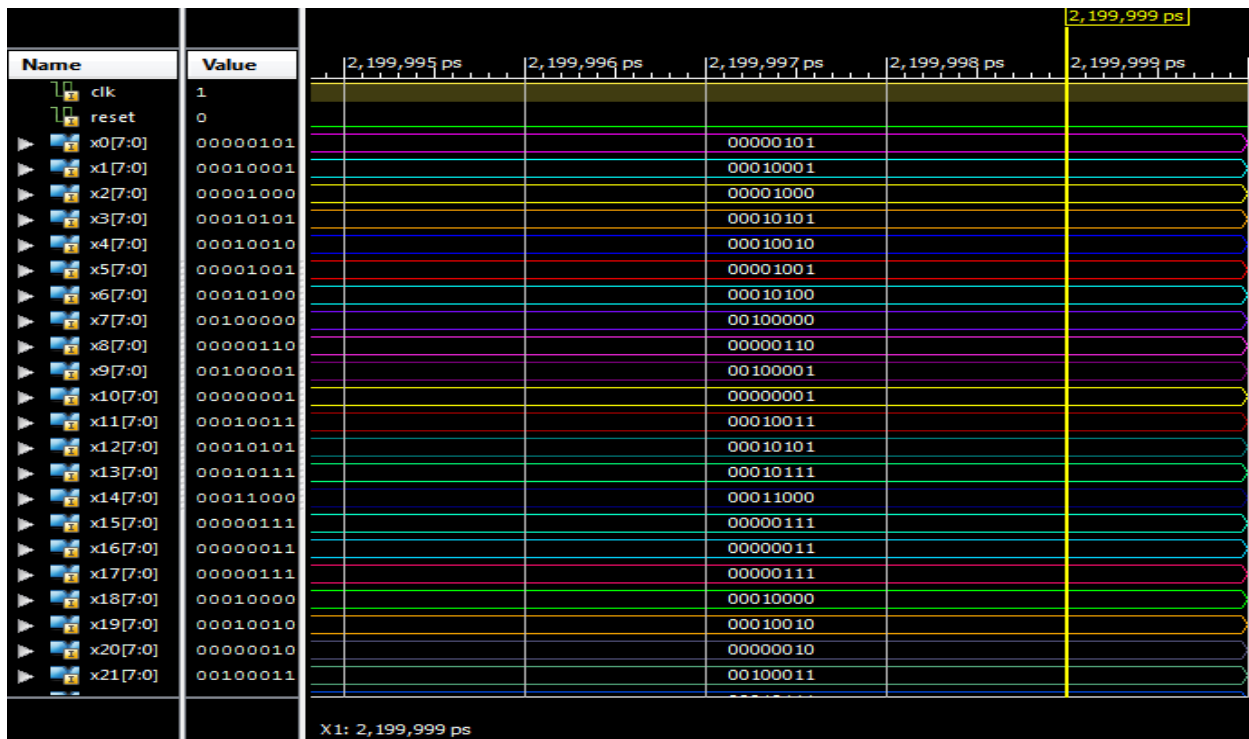 2,199,999 ps
Name Value 2,199,995 ps 2,199,996 ps 2,199,997 ps 2,199,998 ps 2,199,999 ps
clk 1
reset 0
x0[7:0] 00000101 00000101
x1[7:0] 00010001 00010001
x2[7:0] 00001000 00001000
x3[7:0] 00010101 00010101
x4[7:0] 00010010 00010010
x5[7:0] 00001001 00001001
x6[7:0] 00010100 00010100
x7[7:0] 00100000 00100000
x8[7:0] 00000110 00000110
x9[7:0] 00100001 00100001
x10[7:0] 00000001 00000001
x11[7:0] 00010011 00010011
x12[7:0] 00010101 00010101
x13[7:0] 00010111 00010111
x14[7:0] 00011000 00011000
x15[7:0] 00000111 00000111
x16[7:0] 00000011 00000011
x17[7:0] 00000111 00000111
x18[7:0] 00010000 00010000
x19[7:0] 00010010 00010010
x20[7:0] 00000010 00000010
x21[7:0] 00100011 00100011
X1: 2,199,999 ps